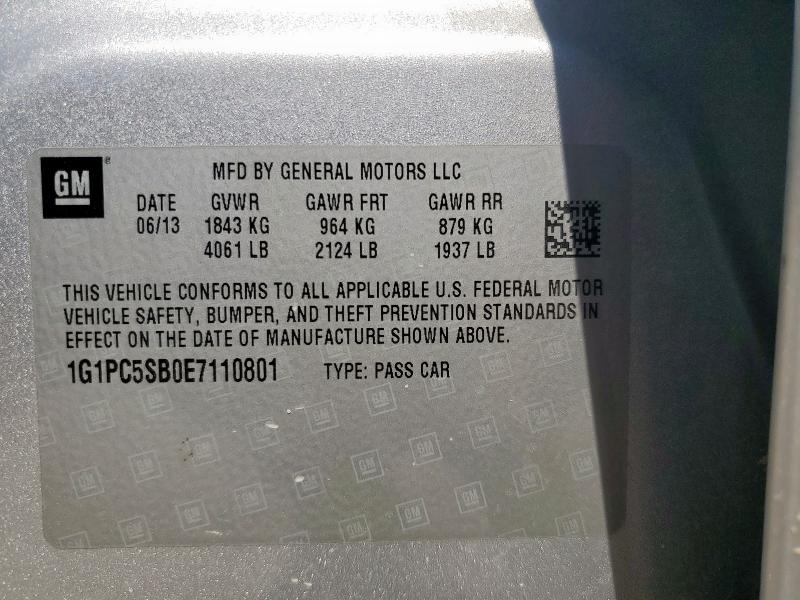 GM ® MFD BY GENERAL MOTORS LLC
DATE GVWR GAWR FRT GAWR RR
06/13 1843 KG 964 KG 879 KG
4061 LB 2124 LB 1937 LB
THIS VEHICLE CONFORMS TO ALL APPLICABLE U.S. FEDERAL MOTOR
VEHICLE SAFETY, BUMPER, AND THEFT PREVENTION STANDARDS IN
EFFECT ON THE DATE OF MANUFACTURE SHOWN ABOVE.
1G1PC5SB0E7110801 TYPE: PASS CAR